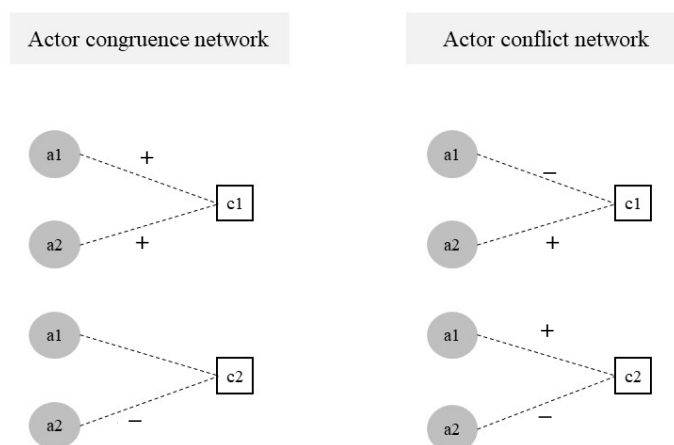 Actor congruence network
Actor conflict network
a1
+
c1
a2
+
a1
−
c1
a2
+
a1
c2
a2
−
a1
+
c2
a2
−